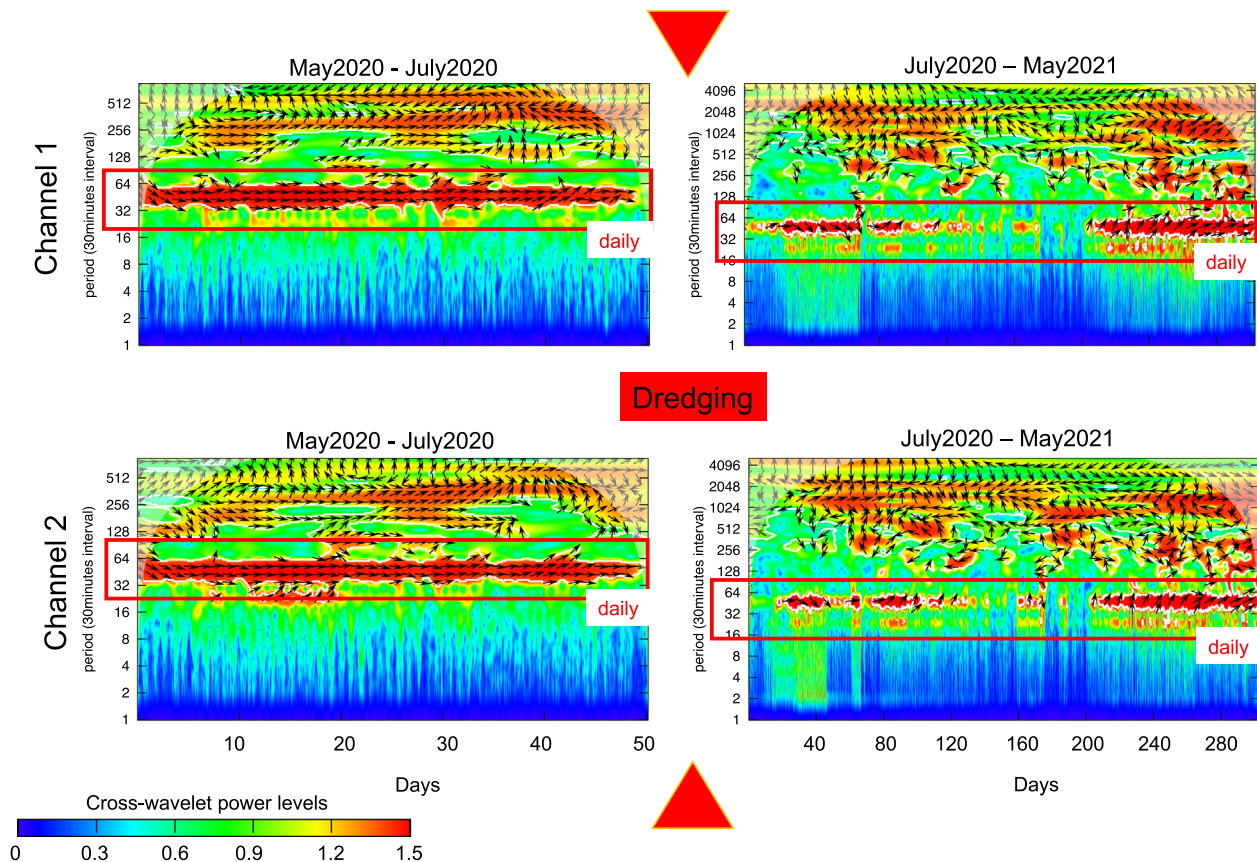 May2020 - July2020
July2020 – May2021
Channel 1
period (30minutes interval)
512
256
128
64
32
16
8
4
2
1
daily
period (30minutes interval)
4096
2048
1024
512
256
128
64
32
16
8
4
2
1
daily
Dredging
May2020 - July2020
July2020 – May2021
Channel 2
period (30minutes interval)
512
256
128
64
32
16
8
4
2
1
daily
10 20 30 40 50
Days
period (30minutes interval)
4096
2048
1024
512
256
128
64
32
16
8
4
2
1
daily
40 80 120 160 200 240 280
Days
Cross-wavelet power levels
0 0.3 0.6 0.9 1.2 1.5